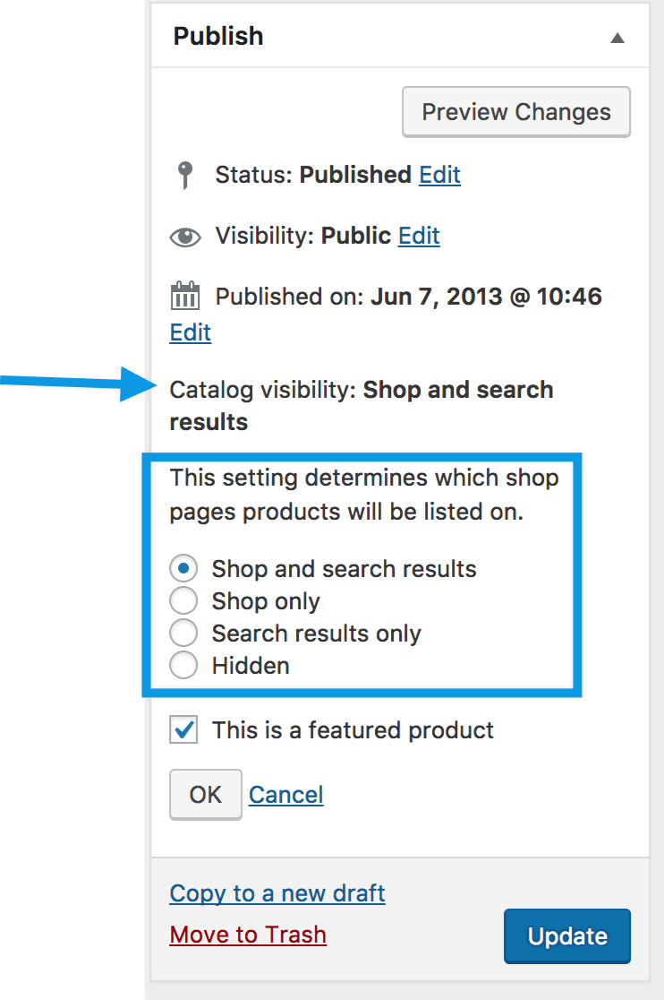 Publish
Preview Changes
Status: Published Edit
Visibility: Public Edit
Published on: Jun 7, 2013 @ 10:46
Edit
Catalog visibility: Shop and search
results
This setting determines which shop
pages products will be listed on.
Shop and search results
Shop only
Search results only
Hidden
This is a featured product
OK Cancel
Copy to a new draft
Move to Trash
Update